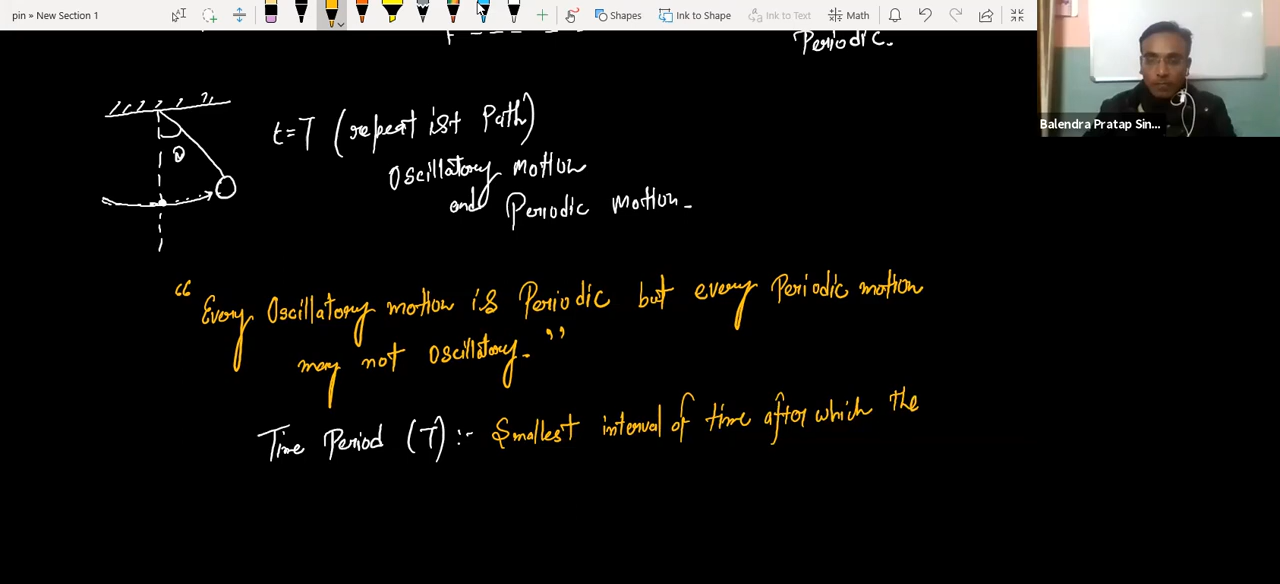 pin » New Section 1
Shapes
Ink to Shape
Ink to Text
Math
Periodic.
Balendra Pratap Sin...
t=T (repeat ist Path)
Oscillatory motion
and Periodic motion.
θ
"Every Oscillatory motion is Periodic but every Periodic motion
may not Oscillatory."
Time Period (T) :- Smallest interval of time after which the